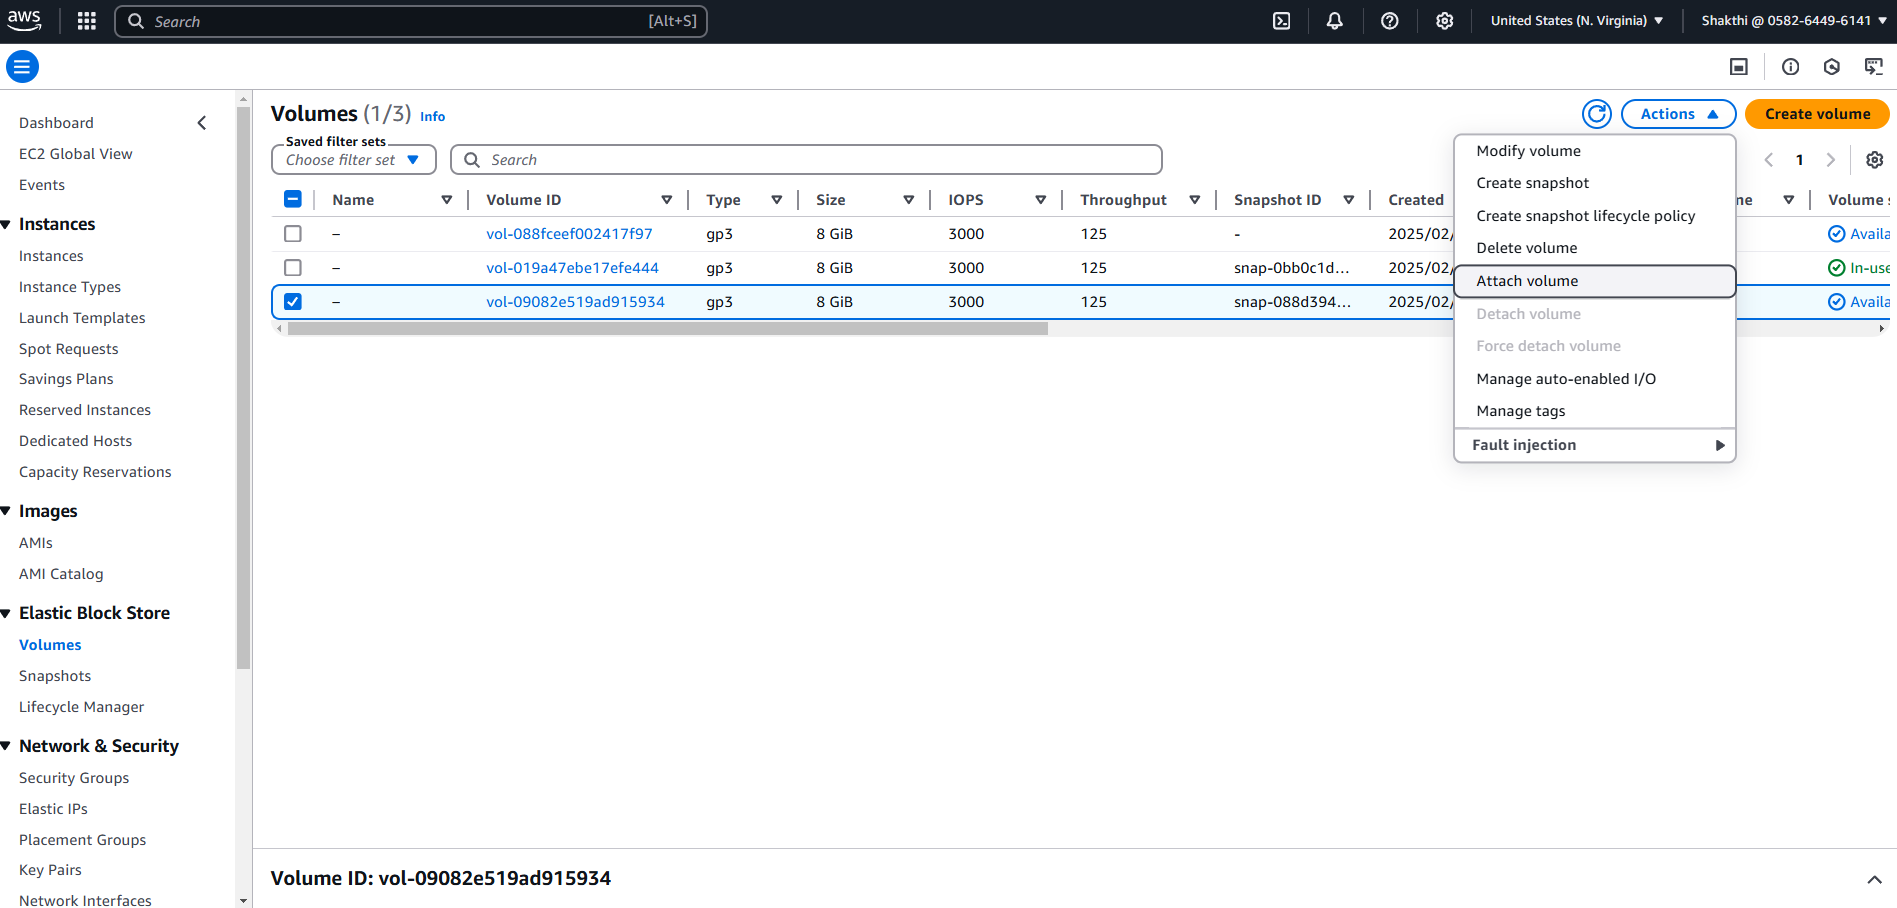 aws Search [Alt+S] United States (N. Virginia) Shakthi @ 0582-6449-6141
Dashboard
EC2 Global View
Events
Instances
Instances
Instance Types
Launch Templates
Spot Requests
Savings Plans
Reserved Instances
Dedicated Hosts
Capacity Reservations
Images
AMIs
AMI Catalog
Elastic Block Store
Volumes
Snapshots
Lifecycle Manager
Network & Security
Security Groups
Elastic IPs
Placement Groups
Key Pairs
Network Interfaces
Volumes (1/3) Info Actions Create volume
Saved filter sets
Choose filter set Search 1
Name Volume ID Type Size IOPS Throughput Snapshot ID Created ne Volume s
– vol-088fceef002417f97 gp3 8 GiB 3000 125 - 2025/02/ Availa
– vol-019a47ebe17efe444 gp3 8 GiB 3000 125 snap-0bb0c1d... 2025/02/ In-use
– vol-09082e519ad915934 gp3 8 GiB 3000 125 snap-088d394... 2025/02/ Availa
Modify volume
Create snapshot
Create snapshot lifecycle policy
Delete volume
Attach volume
Detach volume
Force detach volume
Manage auto-enabled I/O
Manage tags
Fault injection
Volume ID: vol-09082e519ad915934